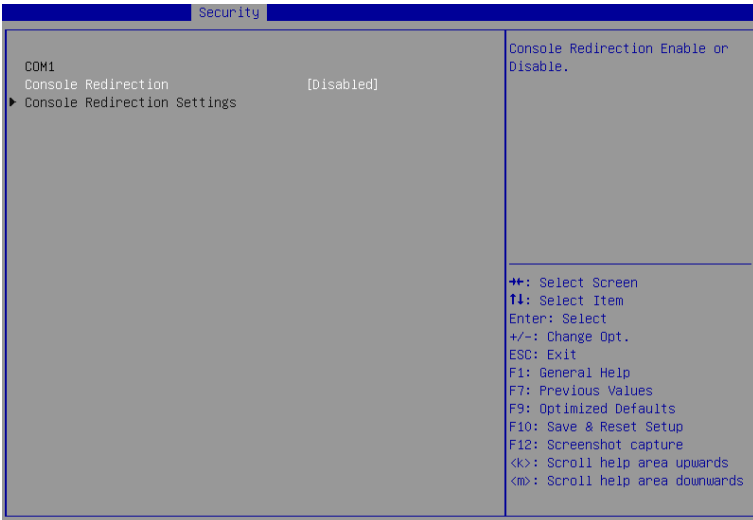 Security
COM1
Console Redirection [Disabled]
▶ Console Redirection Settings
Console Redirection Enable or
Disable.
→←: Select Screen
↑↓: Select Item
Enter: Select
+/-: Change Opt.
ESC: Exit
F1: General Help
F7: Previous Values
F9: Optimized Defaults
F10: Save & Reset Setup
F12: Screenshot capture
<k>: Scroll help area upwards
<m>: Scroll help area downwards